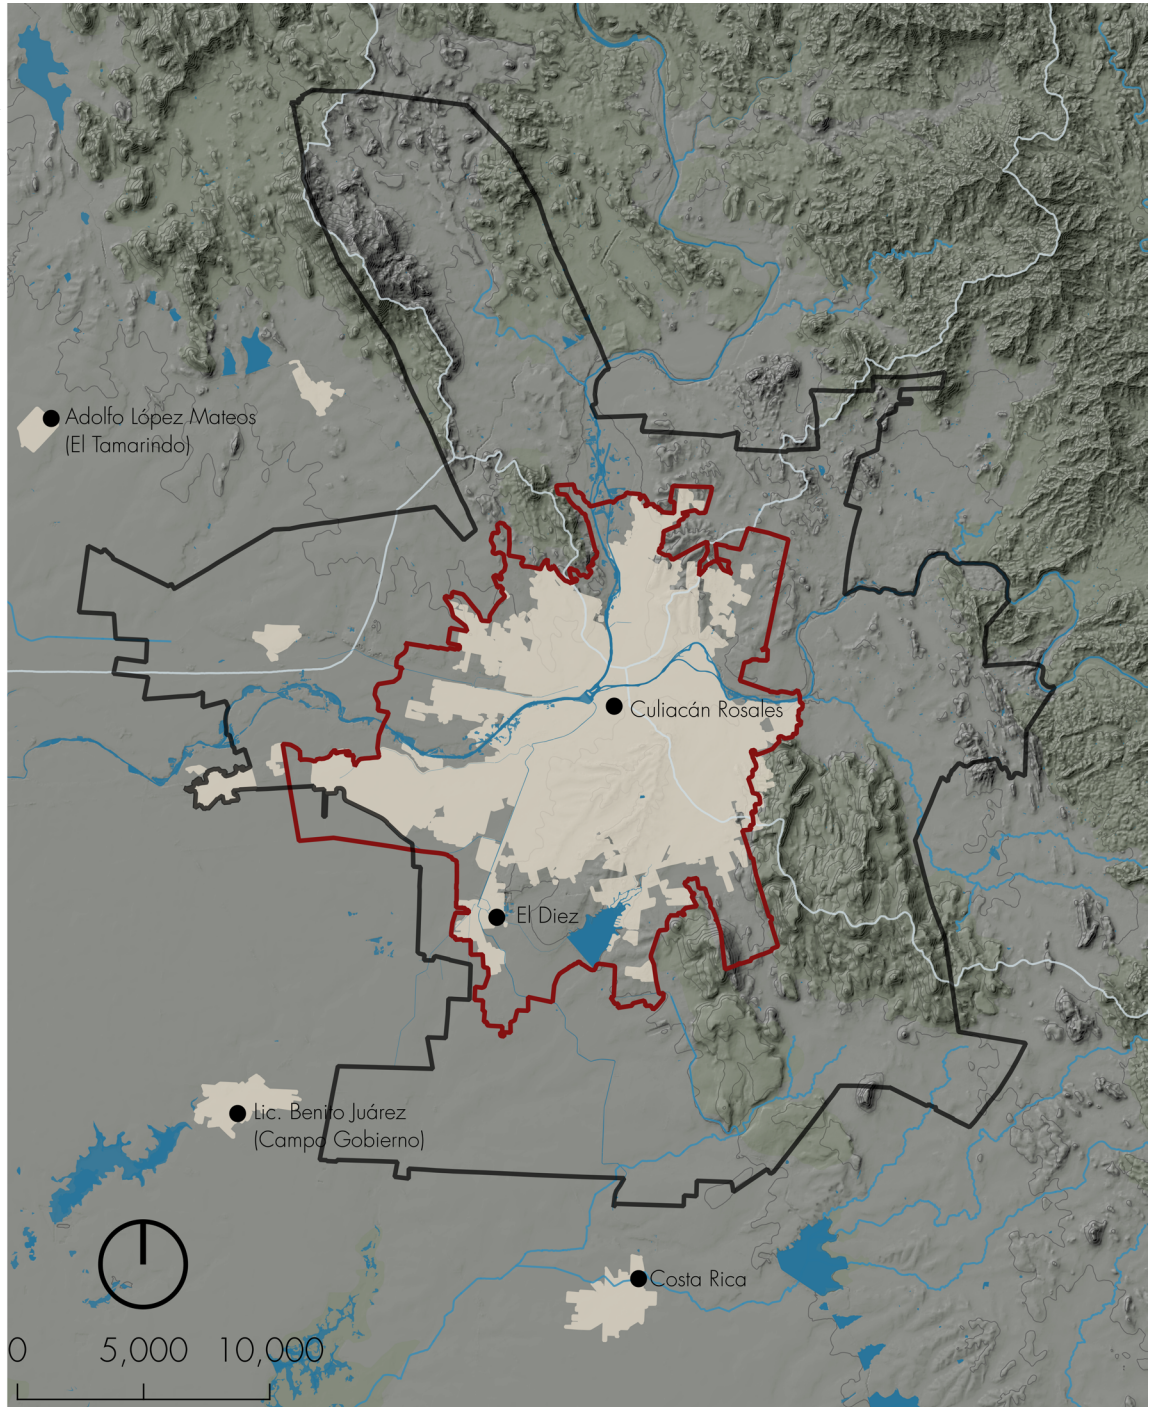 Adolfo López Mateos
(El Tamarindo)
Culiacán Rosales
El Diez
Lic. Benito Juárez
(Campo Gobierno)
Costa Rica
0 5,000 10,000